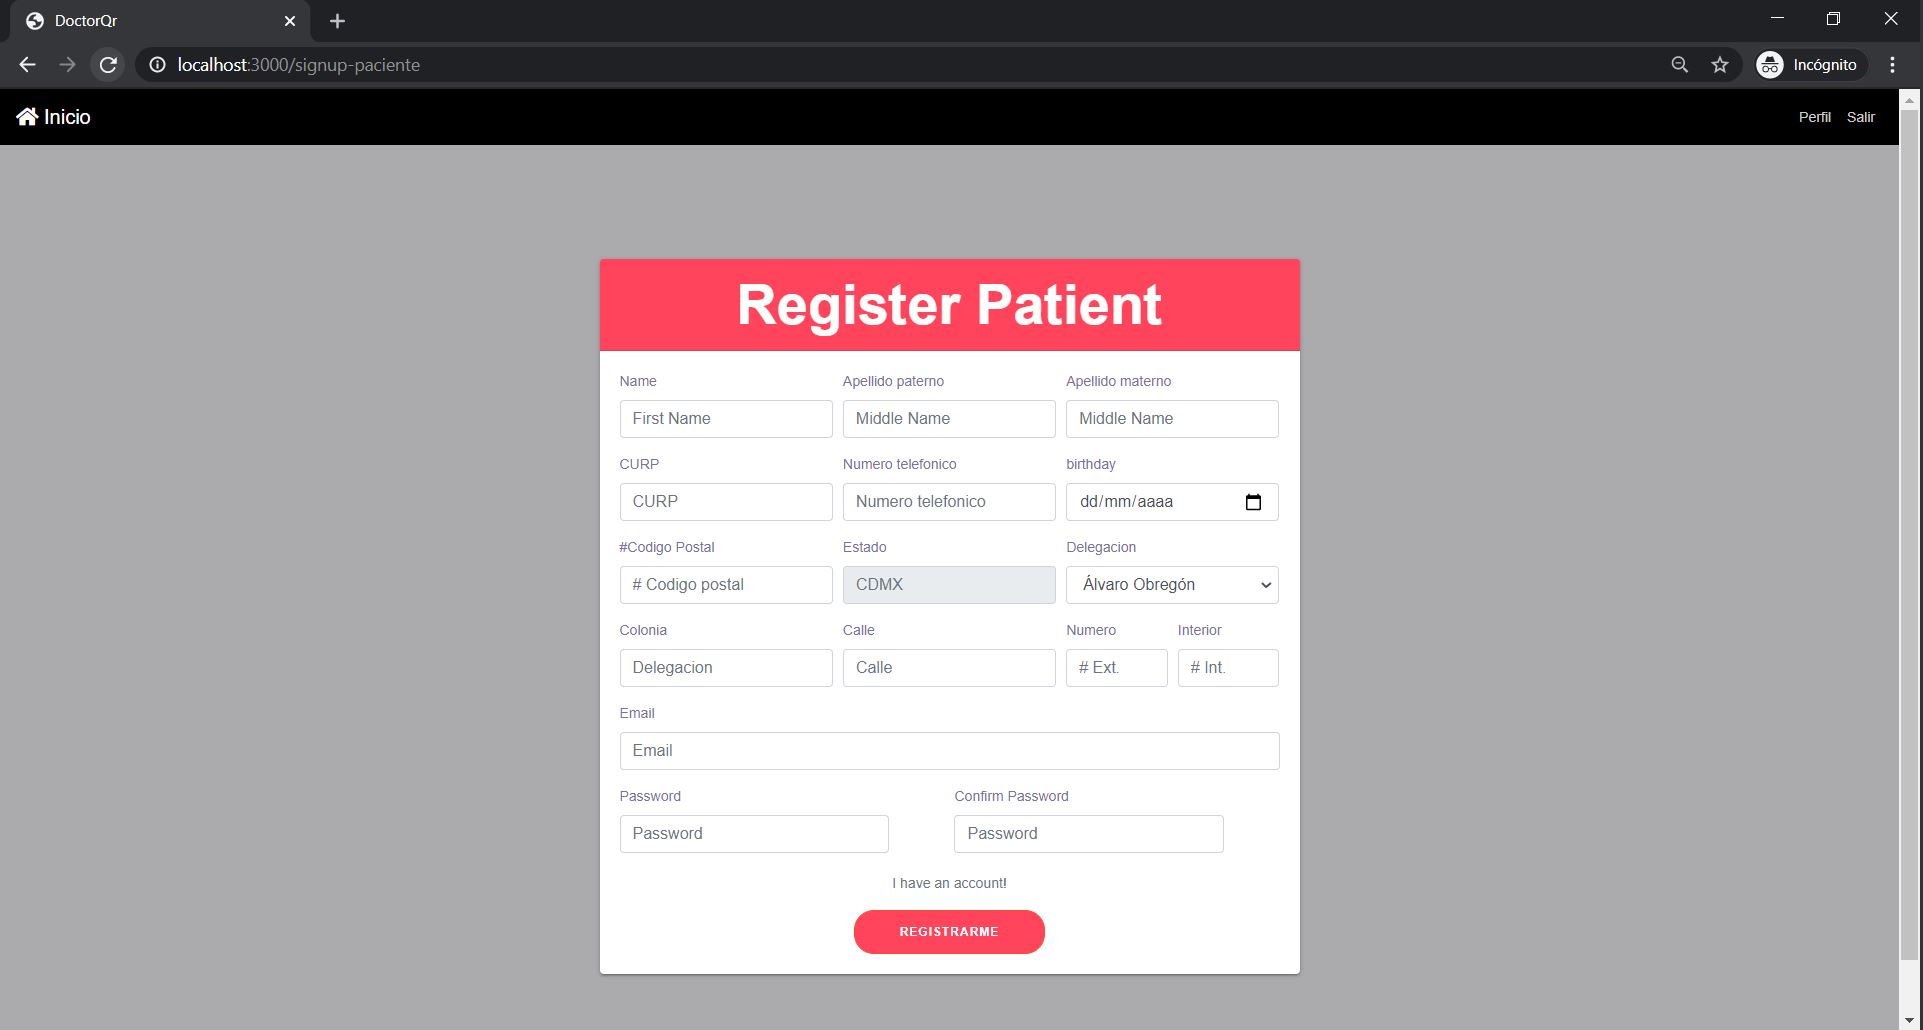 DoctorQr
localhost:3000/signup-paciente
Incógnito
Inicio
Perfil Salir
Register Patient
Name Apellido paterno Apellido materno
First Name Middle Name Middle Name
CURP Numero telefonico birthday
CURP Numero telefonico dd/mm/aaaa
#Codigo Postal Estado Delegacion
# Codigo postal CDMX Álvaro Obregón
Colonia Calle Numero Interior
Delegacion Calle # Ext. # Int.
Email
Email
Password Confirm Password
Password Password
I have an account!
REGISTRARME